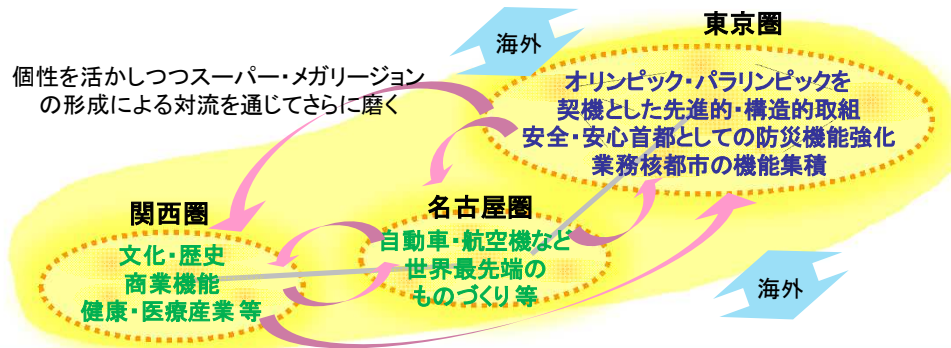 東京圏
海外
個性を活かしつつスーパー・メガリージョン
の形成による対流を通じてさらに磨く
オリンピック・パラリンピックを
契機とした先進的・構造的取組
安全・安心首都としての防災機能強化
業務核都市の機能集積
関西圏
文化・歴史
商業機能
健康・医療産業 等
名古屋圏
自動車・航空機など
世界最先端の
ものづくり 等
海外